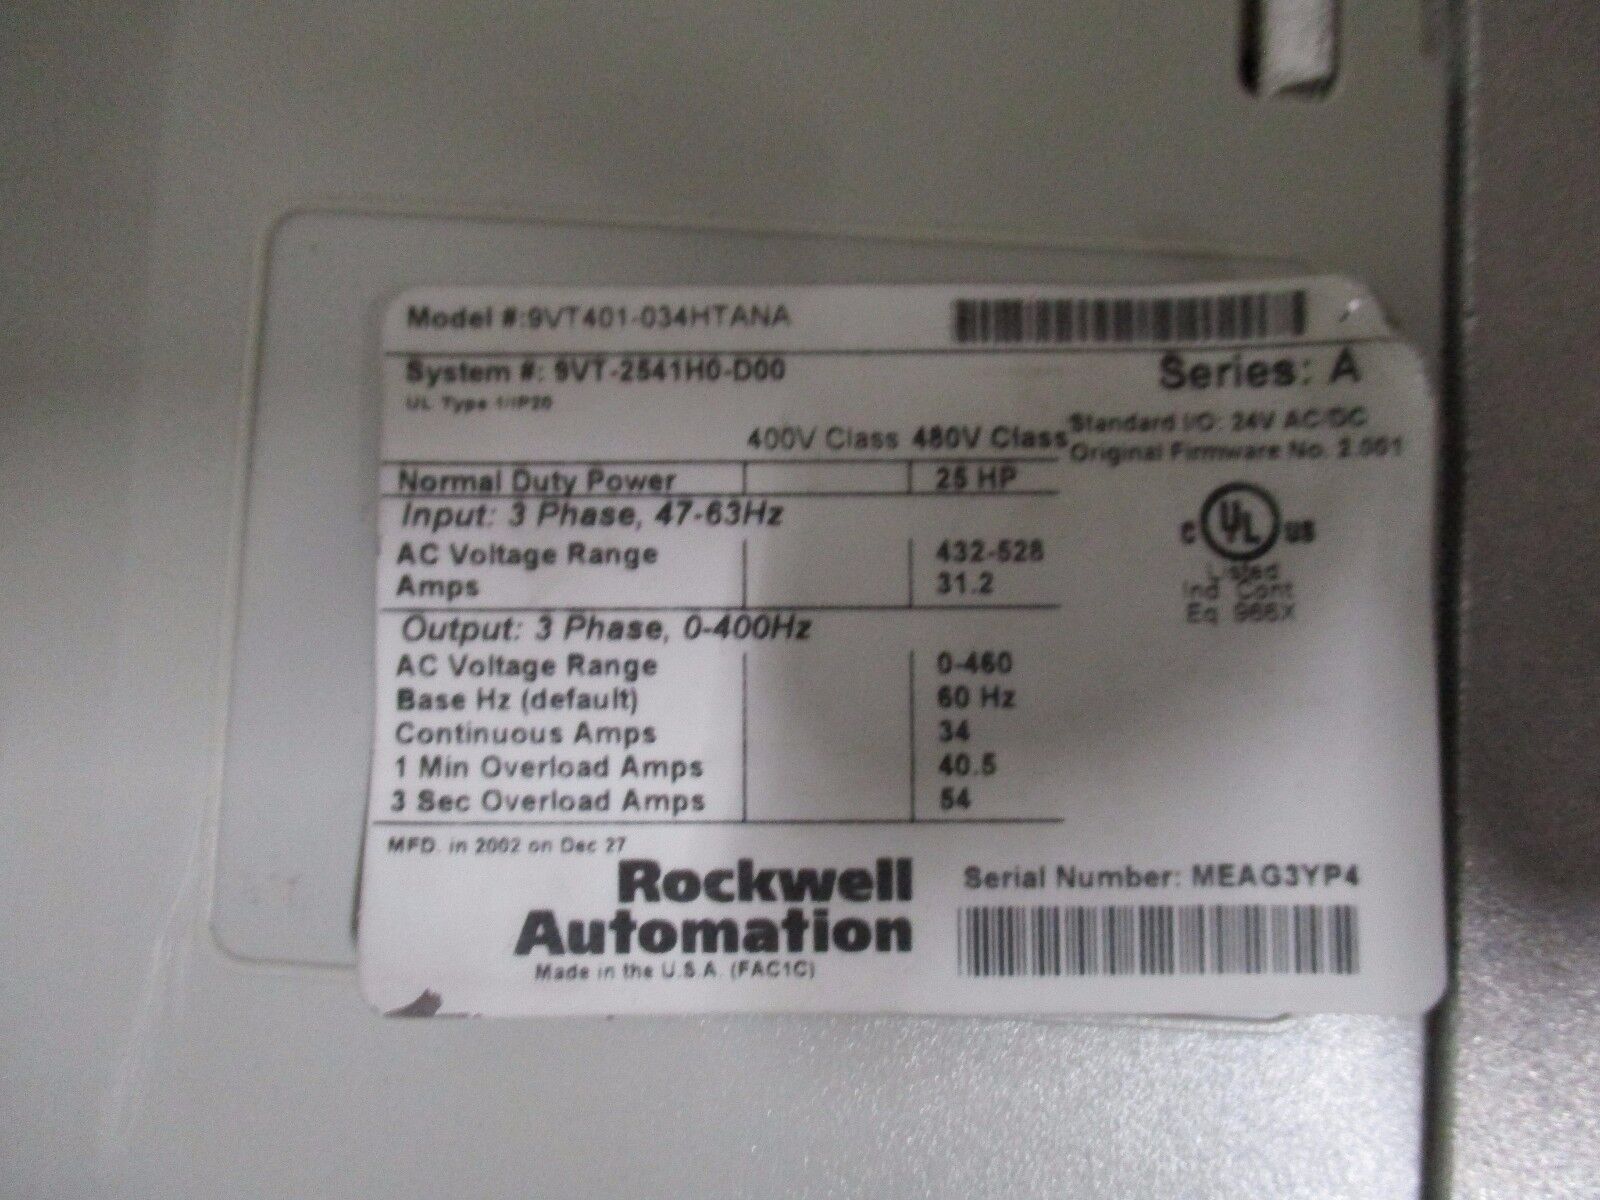 Model #:9VT401-034HTANA
System #: 9VT-2541H0-D00
Series: A
UL Type 1/IP20
Standard I/O: 24V AC/DC
400V Class 480V Class
Original Firmware No. 2.001
Normal Duty Power 25 HP
Input: 3 Phase, 47-63Hz
AC Voltage Range 432-528
Amps 31.2
Output: 3 Phase, 0-400Hz
AC Voltage Range 0-460
Base Hz (default) 60 Hz
Continuous Amps 34
1 Min Overload Amps 40.5
3 Sec Overload Amps 54
c UL us
Listed
Ind Cont
Eq 966X
MFD. in 2002 on Dec 27
Rockwell
Automation
Made in the U.S.A. (FAC1C)
Serial Number: MEAG3YP4